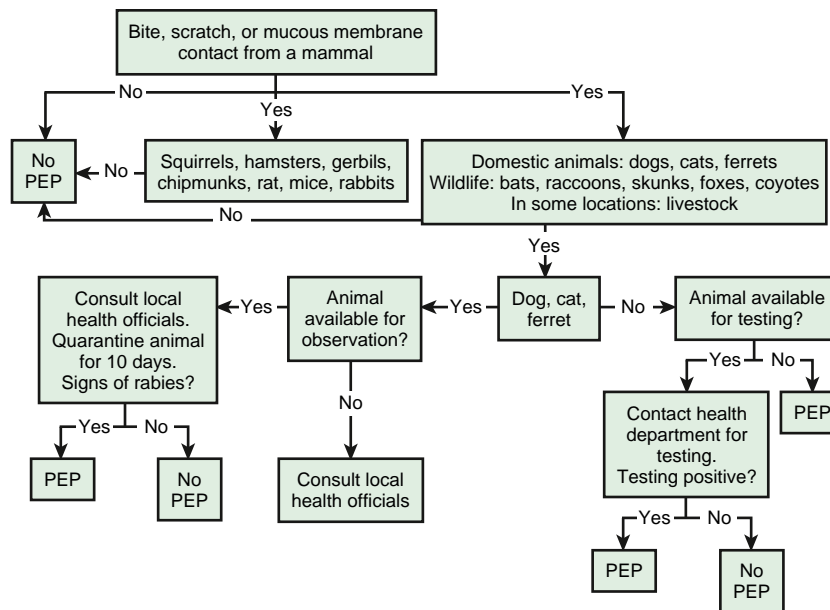 Bite, scratch, or mucous membrane
contact from a mammal
No
Yes
Yes
No
PEP
No
Squirrels, hamsters, gerbils,
chipmunks, rat, mice, rabbits
Domestic animals: dogs, cats, ferrets
Wildlife: bats, raccoons, skunks, foxes, coyotes
In some locations: livestock
No
Yes
Consult local
health officials.
Quarantine animal
for 10 days.
Signs of rabies?
Yes
Animal
available for
observation?
Yes
Dog, cat,
ferret
No
Animal available
for testing?
Yes
No
PEP
No
Contact health
department for
testing.
Testing positive?
Yes
No
PEP
No
PEP
Consult local
health officials
Yes
No
PEP
No
PEP